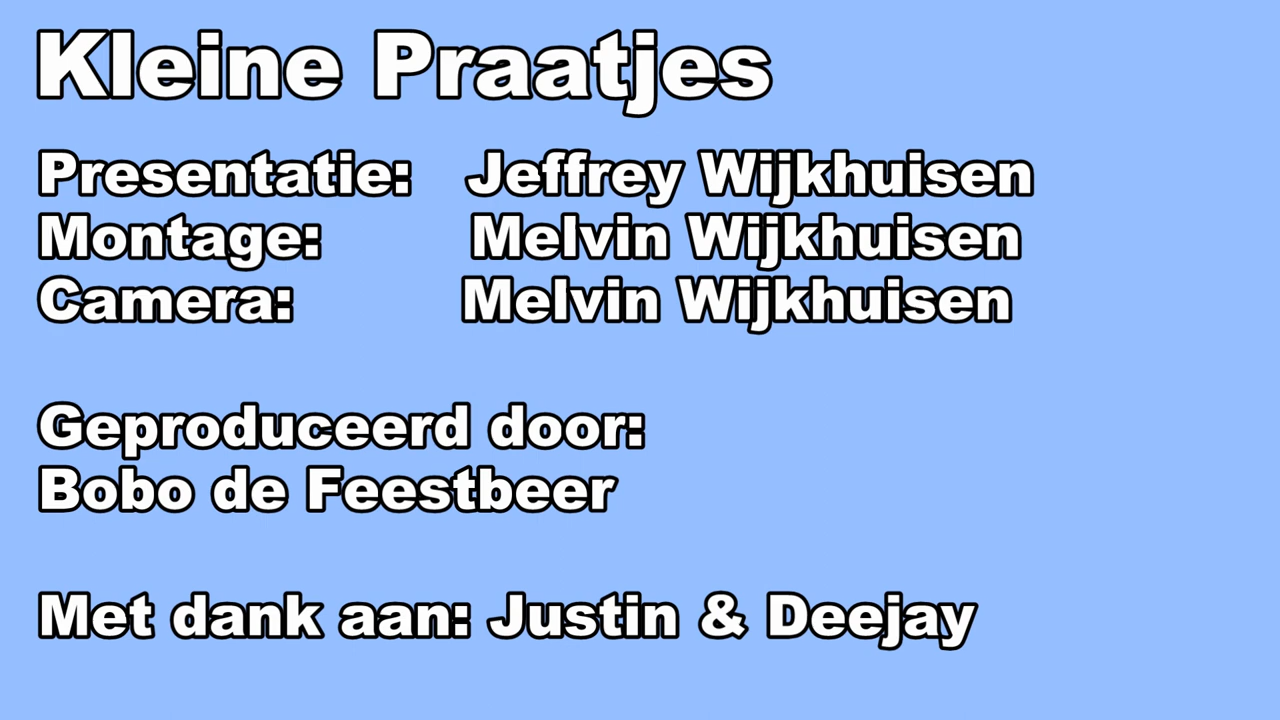 Kleine Praatjes
Presentatie: Jeffrey Wijkhuisen
Montage: Melvin Wijkhuisen
Camera: Melvin Wijkhuisen
Geproduceerd door:
Bobo de Feestbeer
Met dank aan: Justin & Deejay